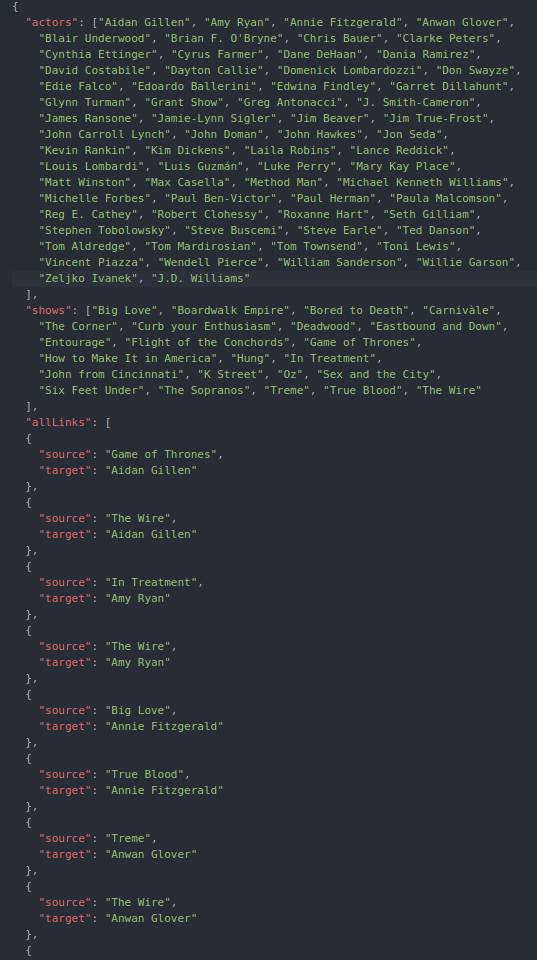 {
"actors": ["Aidan Gillen", "Amy Ryan", "Annie Fitzgerald", "Anwan Glover",
"Blair Underwood", "Brian F. O'Bryne", "Chris Bauer", "Clarke Peters",
"Cynthia Ettinger", "Cyrus Farmer", "Dane DeHaan", "Dania Ramirez",
"David Costabile", "Dayton Callie", "Domenick Lombardozzi", "Don Swayze",
"Edie Falco", "Edoardo Ballerini", "Edwina Findley", "Garret Dillahunt",
"Glynn Turman", "Grant Show", "Greg Antonacci", "J. Smith-Cameron",
"James Ransone", "Jamie-Lynn Sigler", "Jim Beaver", "Jim True-Frost",
"John Carroll Lynch", "John Doman", "John Hawkes", "Jon Seda",
"Kevin Rankin", "Kim Dickens", "Laila Robins", "Lance Reddick",
"Louis Lombardi", "Luis Guzmán", "Luke Perry", "Mary Kay Place",
"Matt Winston", "Max Casella", "Method Man", "Michael Kenneth Williams",
"Michelle Forbes", "Paul Ben-Victor", "Paul Herman", "Paula Malcomson",
"Reg E. Cathey", "Robert Clohessy", "Roxanne Hart", "Seth Gilliam",
"Stephen Tobolowsky", "Steve Buscemi", "Steve Earle", "Ted Danson",
"Tom Aldredge", "Tom Mardirosian", "Tom Townsend", "Toni Lewis",
"Vincent Piazza", "Wendell Pierce", "William Sanderson", "Willie Garson",
"Zeljko Ivanek", "J.D. Williams"
],
"shows": ["Big Love", "Boardwalk Empire", "Bored to Death", "Carnivàle",
"The Corner", "Curb your Enthusiasm", "Deadwood", "Eastbound and Down",
"Entourage", "Flight of the Conchords", "Game of Thrones",
"How to Make It in America", "Hung", "In Treatment",
"John from Cincinnati", "K Street", "Oz", "Sex and the City",
"Six Feet Under", "The Sopranos", "Treme", "True Blood", "The Wire"
],
"allLinks": [
{
"source": "Game of Thrones",
"target": "Aidan Gillen"
},
{
"source": "The Wire",
"target": "Aidan Gillen"
},
{
"source": "In Treatment",
"target": "Amy Ryan"
},
{
"source": "The Wire",
"target": "Amy Ryan"
},
{
"source": "Big Love",
"target": "Annie Fitzgerald"
},
{
"source": "True Blood",
"target": "Annie Fitzgerald"
},
{
"source": "Treme",
"target": "Anwan Glover"
},
{
"source": "The Wire",
"target": "Anwan Glover"
},
{